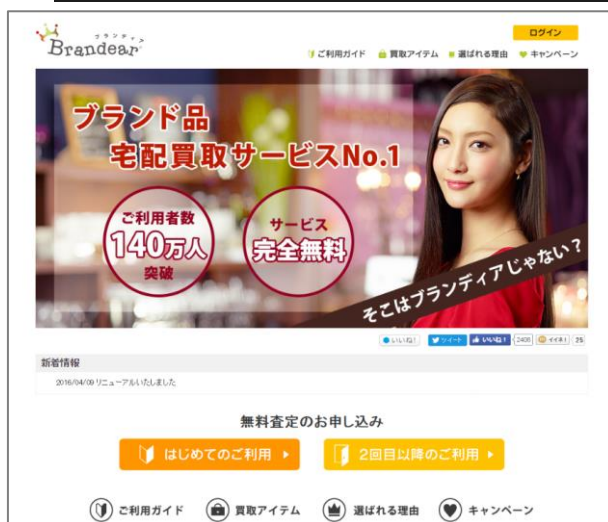 ブランディア
Brandear
ログイン
ご利用ガイド 買取アイテム 選ばれる理由 キャンペーン
ブランド品
宅配買取サービスNo.1
ご利用者数
140万人
突破
サービス
完全無料
そこはブランディアじゃない?
いいね! ツイート いいね! 2486 イイネ! 25
新着情報
2016/04/09 リニューアルいたしました
無料査定のお申し込み
はじめてのご利用
2回目以降のご利用
ご利用ガイド 買取アイテム 選ばれる理由 キャンペーン